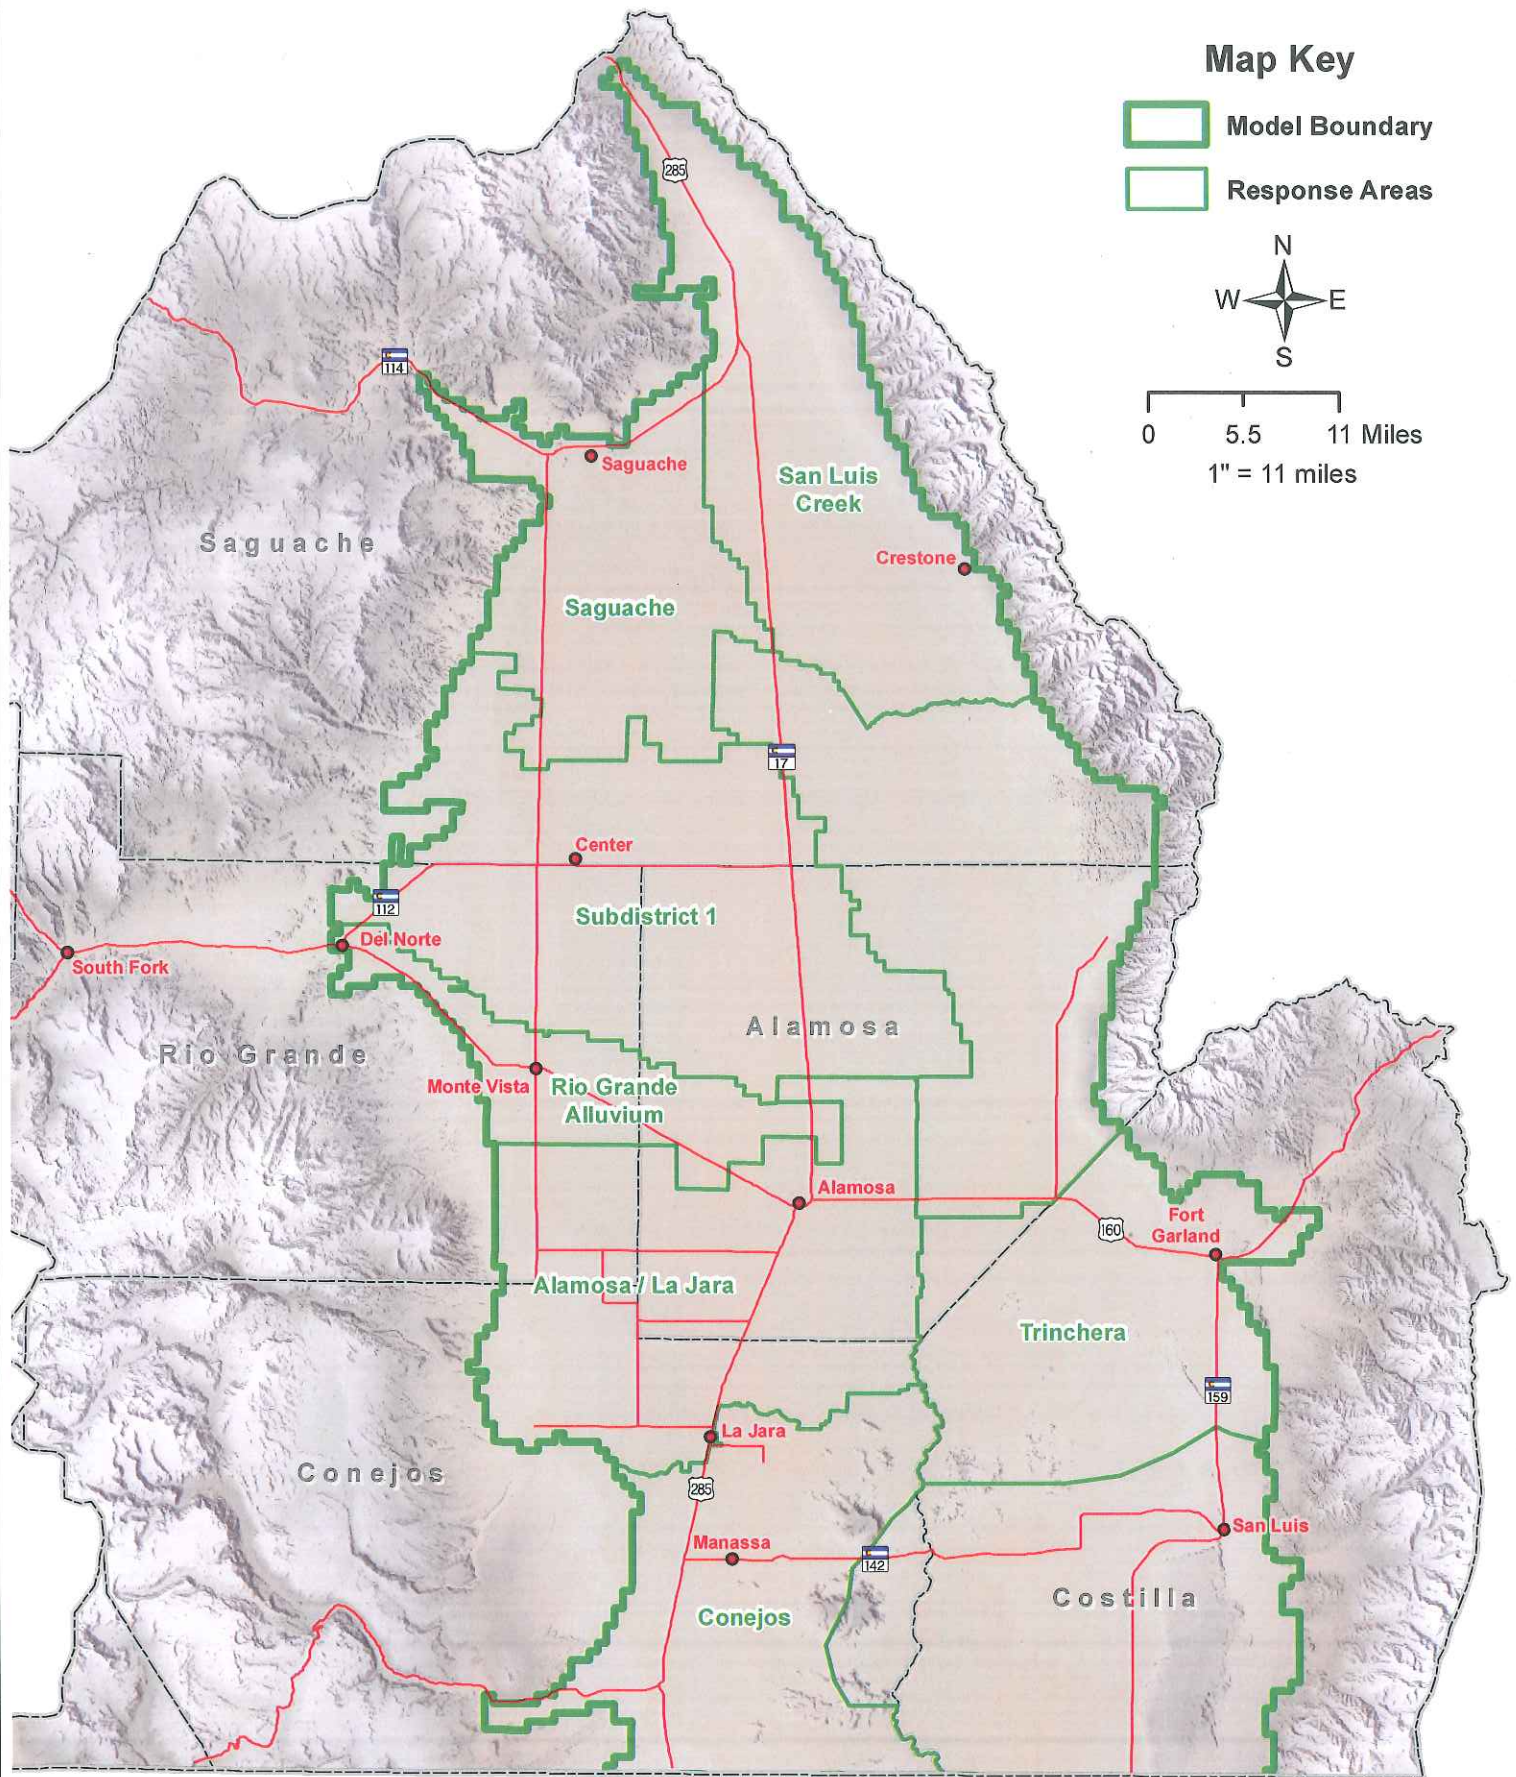 Map Key
Model Boundary
Response Areas
N
W E
S
0 5.5 11 Miles
1" = 11 miles
285
114
Saguache
San Luis
Creek
Saguache
Crestone
Saguache
17
Center
112
Subdistrict 1
Del Norte
South Fork
Alamosa
Rio Grande
Monte Vista
Rio Grande
Alluvium
Alamosa
Fort
Garland
160
Alamosa / La Jara
Trinchera
159
La Jara
Conejos
285
San Luis
Manassa
142
Costilla
Conejos